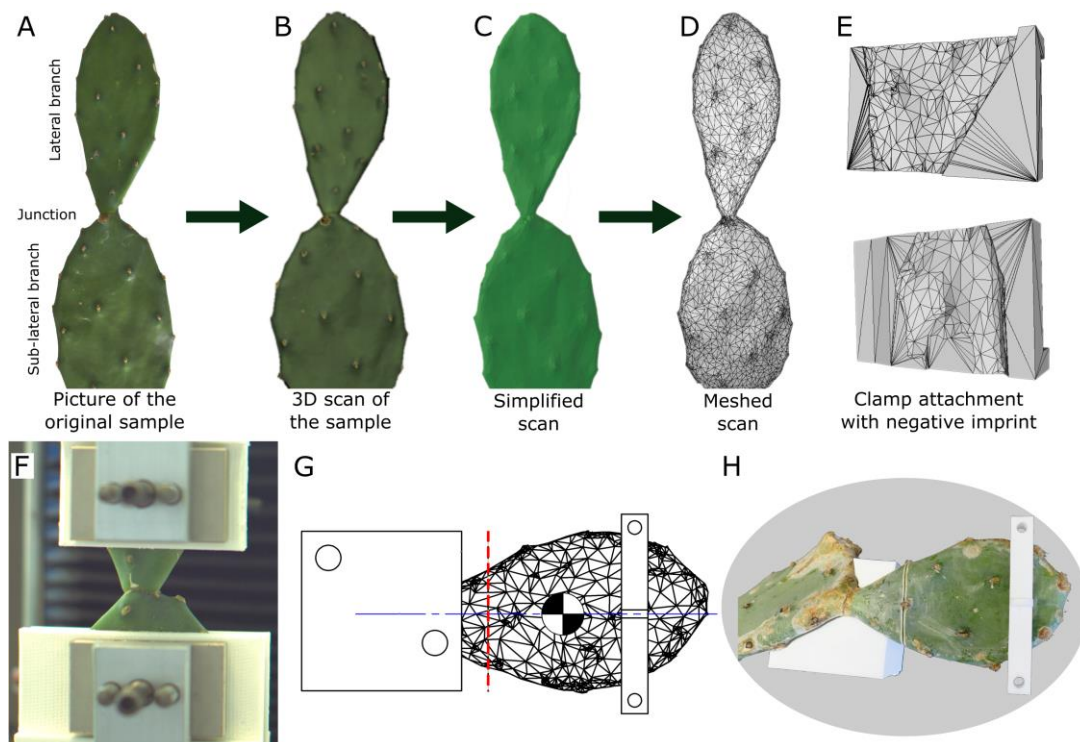 A
B
C
D
E
Lateral branch
Junction
Sub-lateral branch
Picture of the
original sample
3D scan of
the sample
Simplified
scan
Meshed
scan
Clamp attachment
with negative imprint
F
G
H